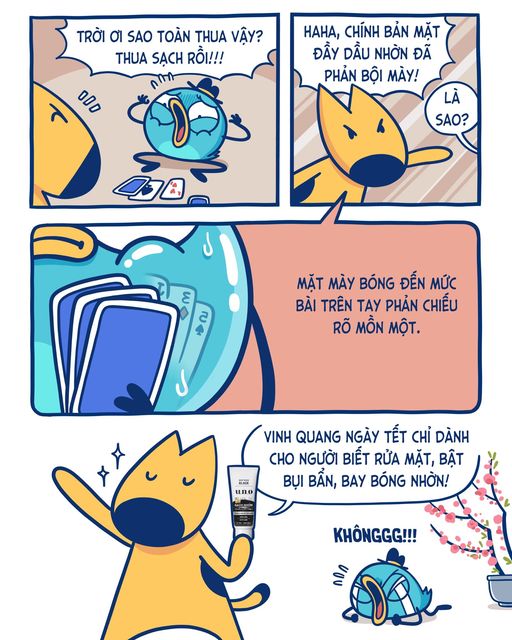 TRỜI ƠI SAO TOÀN THUA VẬY?
THUA SẠCH RỒI!!!
HAHA, CHÍNH BẢN MẶT
ĐẦY DẦU NHỜN ĐÃ
PHẢN BỘI MÀY!
LÀ
SAO?
MẶT MÀY BÓNG ĐẾN MỨC
BÀI TRÊN TAY PHẢN CHIẾU
RÕ MỒN MỘT.
VINH QUANG NGÀY TẾT CHỈ DÀNH
CHO NGƯỜI BIẾT RỬA MẶT, BẬT
BỤI BẨN, BAY BÓNG NHỜN!
uno
KHÔNGGG!!!